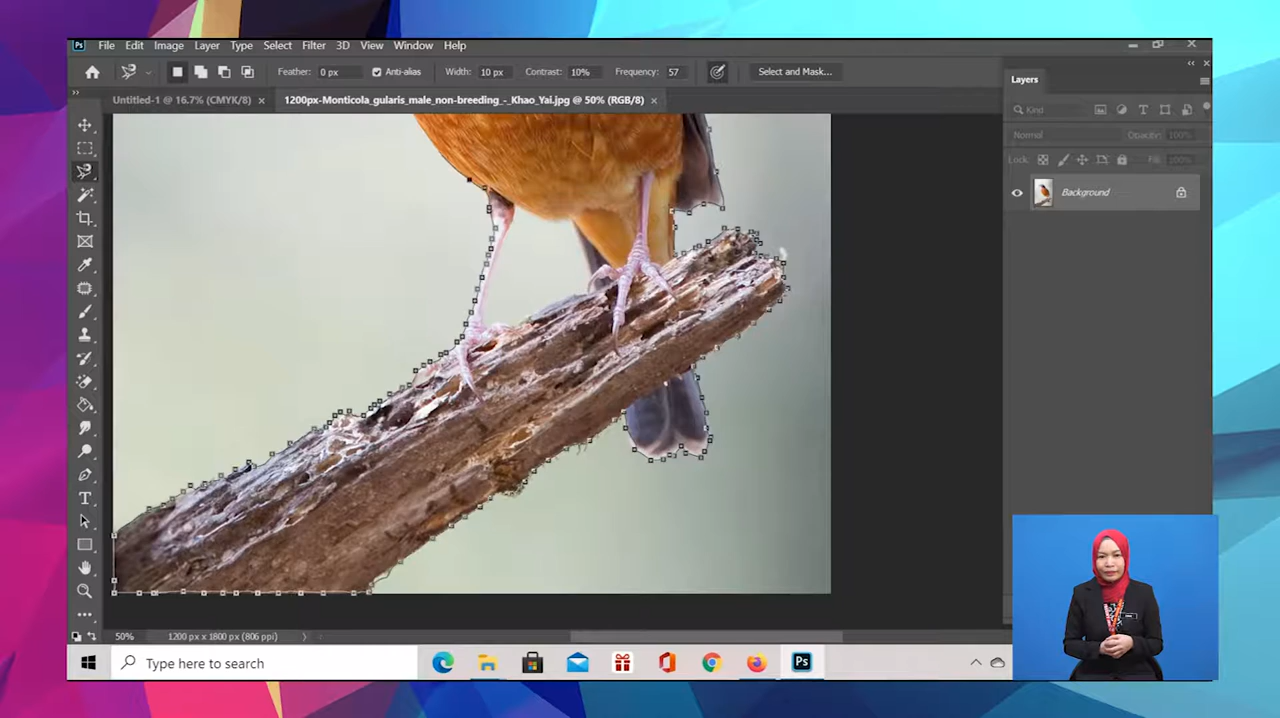 Ps File Edit Image Layer Type Select Filter 3D View Window Help
Feather: 0 px Anti-alias Width: 10 px Contrast: 10% Frequency: 57 Select and Mask...
Untitled-1 @ 16.7% (CMYK/8) × 1200px-Monticola_gularis_male_non-breeding_-_Khao_Yai.jpg @ 50% (RGB/8) ×
Layers
Kind
Normal Opacity: 100%
Lock: Fill: 100%
Background
T
50% 1200 px x 1800 px (806 ppi)
Type here to search
Ps